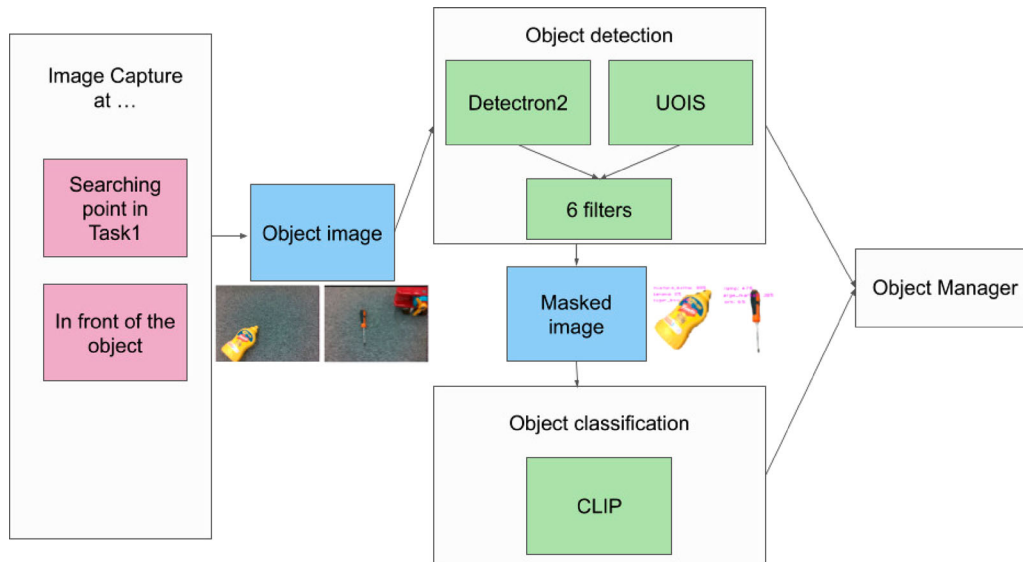 Image Capture
at ...
Searching
point in
Task1
In front of the
object
Object image
Object detection
Detectron2
UOIS
6 filters
Masked
image
Object classification
CLIP
Object Manager